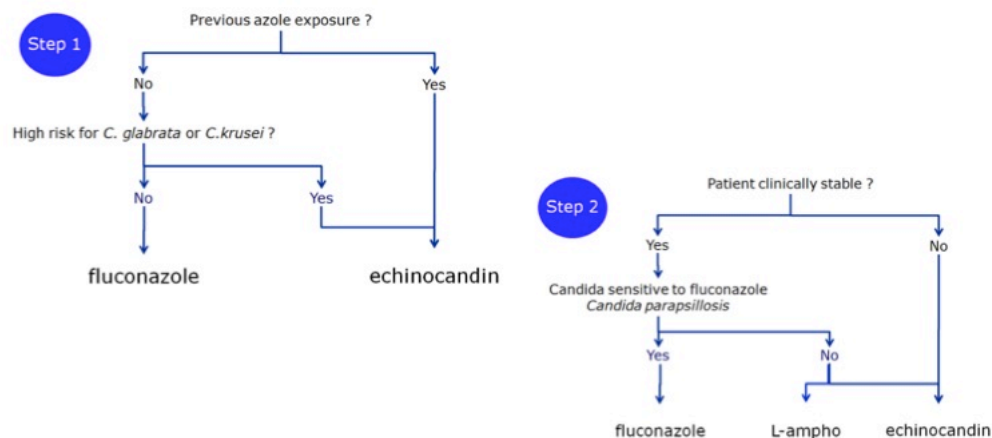 Step 1
Previous azole exposure ?
No
Yes
High risk for C. glabrata or C.krusei ?
No
Yes
fluconazole
echinocandin
Step 2
Patient clinically stable ?
Yes
No
Candida sensitive to fluconazole
Candida parapsillosis
Yes
No
fluconazole
L-ampho
echinocandin